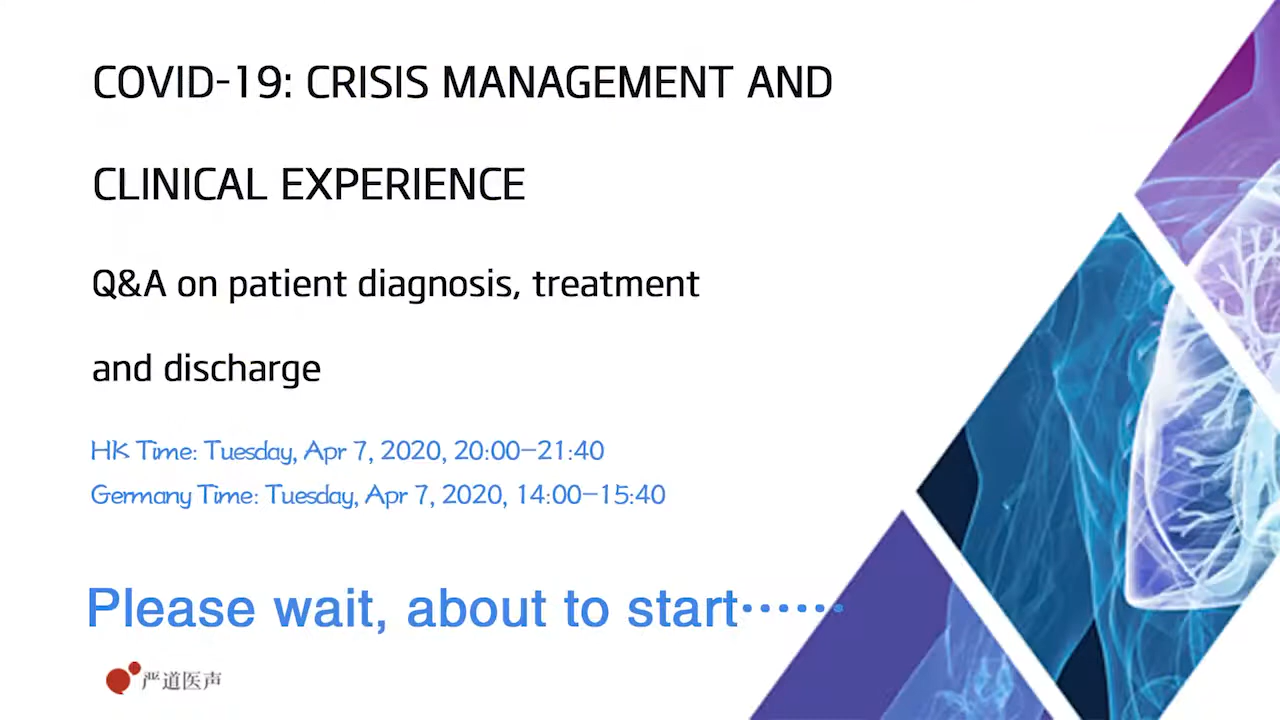 COVID-19: CRISIS MANAGEMENT AND
CLINICAL EXPERIENCE
Q&A on patient diagnosis, treatment
and discharge
HK Time: Tuesday, Apr 7, 2020, 20:00–21:40
Germany Time: Tuesday, Apr 7, 2020, 14:00–15:40
Please wait, about to start······
严道医声